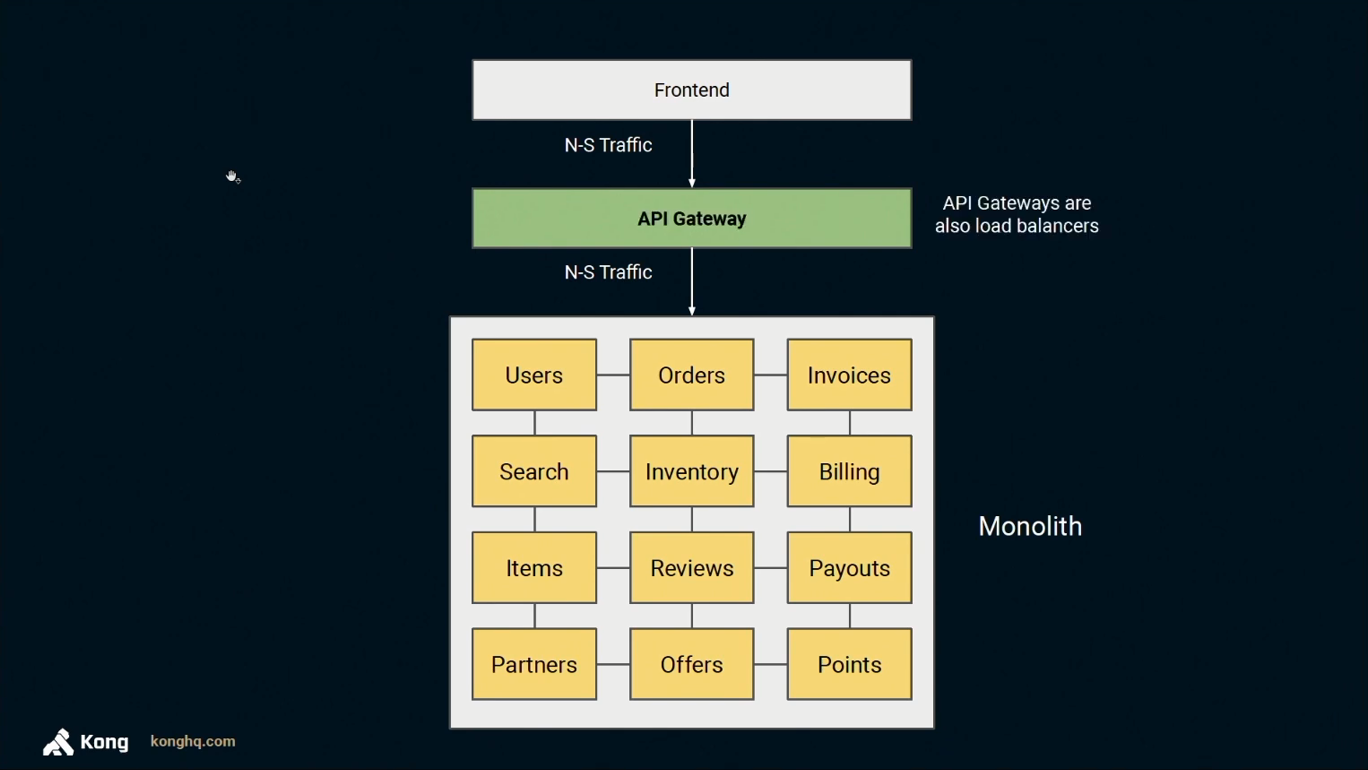 Frontend
N-S Traffic
API Gateway
API Gateways are
also load balancers
N-S Traffic
Users
Orders
Invoices
Search
Inventory
Billing
Monolith
Items
Reviews
Payouts
Partners
Offers
Points
Kong
konghq.com